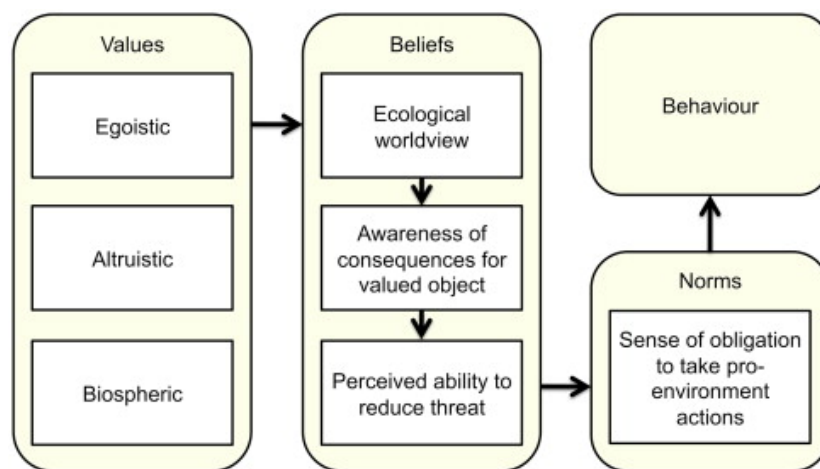 Values
Egoistic
Altruistic
Biospheric
Beliefs
Ecological
worldview
Awareness of
consequences for
valued object
Perceived ability to
reduce threat
Behaviour
Norms
Sense of obligation
to take pro-
environment
actions